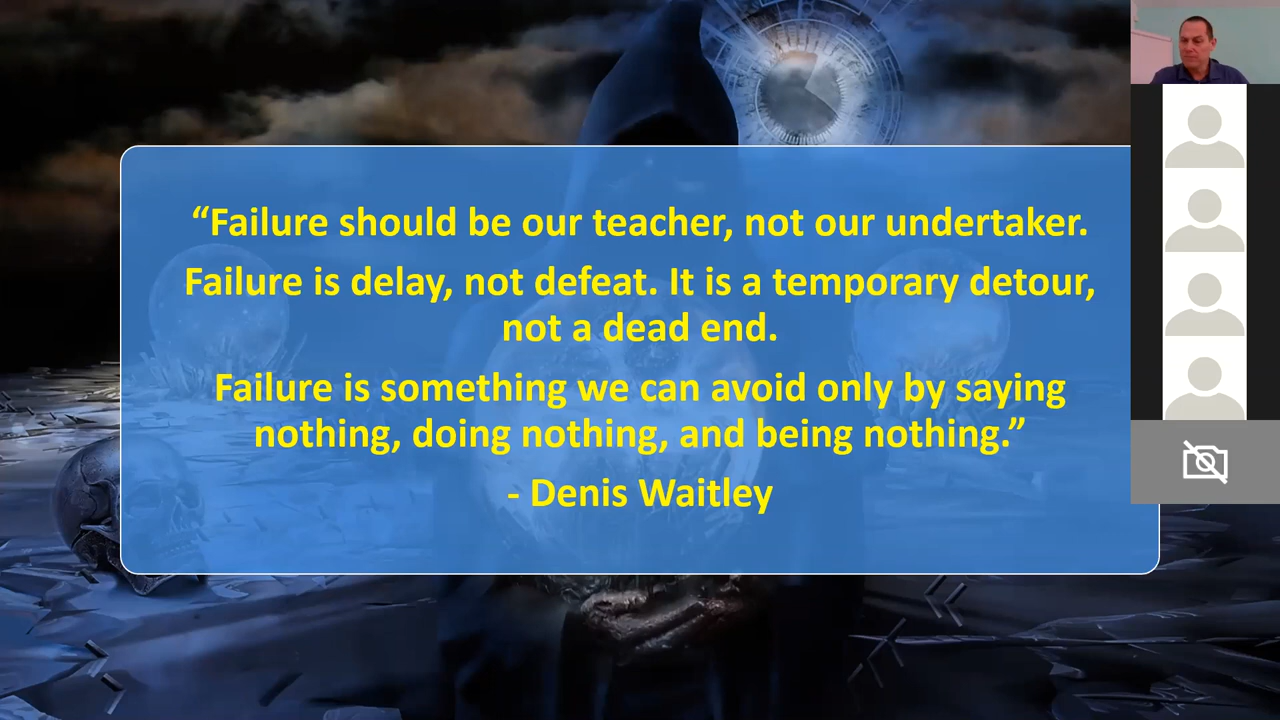 “Failure should be our teacher, not our undertaker.
Failure is delay, not defeat. It is a temporary detour,
not a dead end.
Failure is something we can avoid only by saying
nothing, doing nothing, and being nothing.”
- Denis Waitley